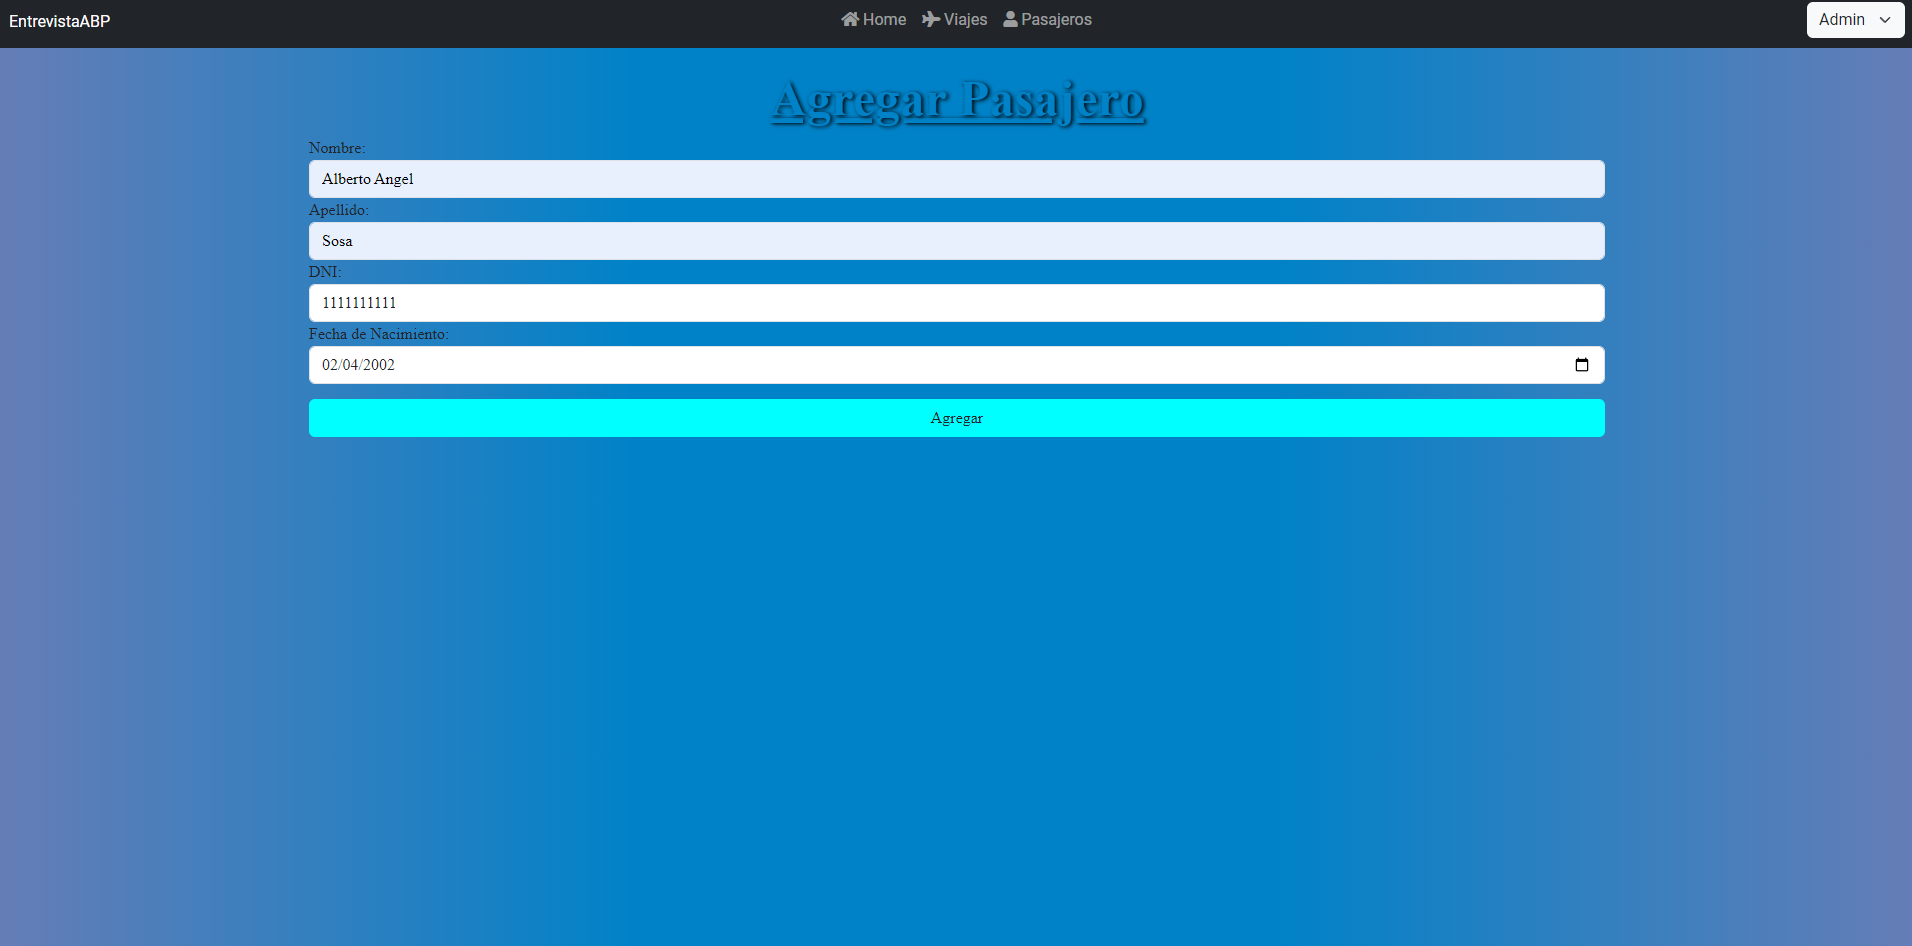 EntrevistaABP Home Viajes Pasajeros Admin
Agregar Pasajero
Nombre:
Alberto Angel
Apellido:
Sosa
DNI:
1111111111
Fecha de Nacimiento:
02/04/2002
Agregar